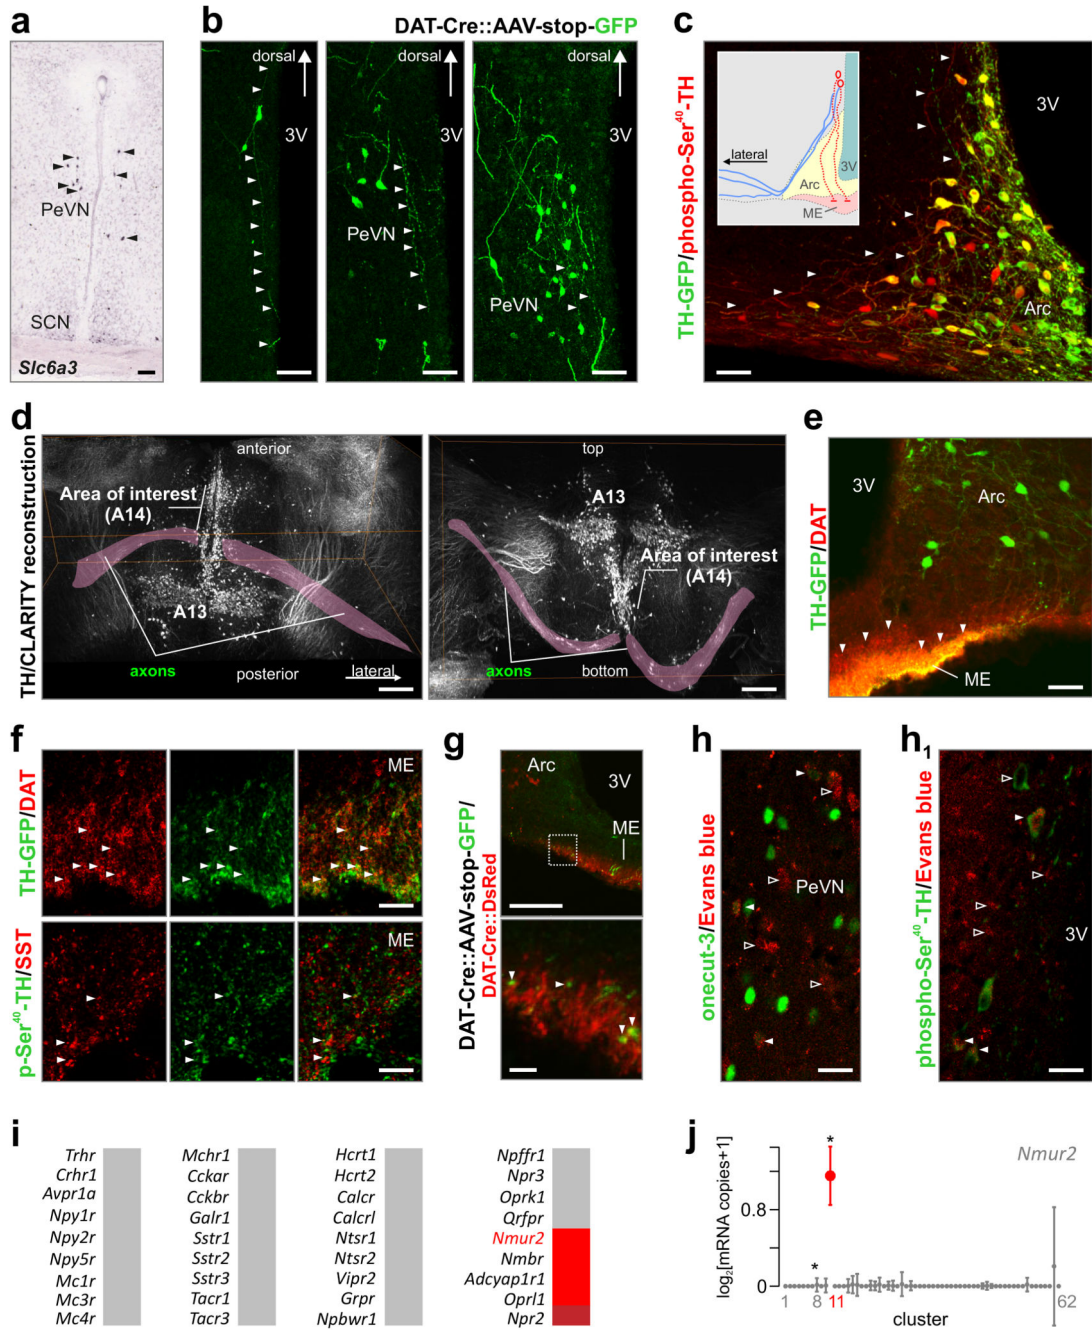 a
PeVN
SCN
Slc6a3
b
DAT-Cre::AAV-stop-GFP
dorsal
3V
dorsal
3V
PeVN
dorsal
3V
PeVN
c
TH-GFP/phospho-Ser40-TH
lateral
3V
Arc
ME
3V
Arc
d
TH/CLARITY reconstruction
anterior
Area of interest
(A14)
A13
axons
posterior
lateral
top
A13
Area of interest
(A14)
axons
bottom
e
TH-GFP/DAT
3V
Arc
ME
f
TH-GFP/DAT
ME
p-Ser40-TH/SST
ME
g
DAT-Cre::AAV-stop-GFP/
DAT-Cre::DsRed
Arc
3V
ME
h
onecut-3/Evans blue
PeVN
h1
phospho-Ser40-TH/Evans blue
3V
i
Trhr
Crhr1
Avpr1a
Npy1r
Npy2r
Npy5r
Mc1r
Mc3r
Mc4r
Mchr1
Cckar
Cckbr
Galr1
Sstr1
Sstr2
Sstr3
Tacr1
Tacr3
Hcrt1
Hcrt2
Calcr
Calcrl
Ntsr1
Ntsr2
Vipr2
Grpr
Npbwr1
Npffr1
Npr3
Oprk1
Qrfpr
Nmur2
Nmbr
Adcyap1r1
Oprl1
Npr2
j
log2[mRNA copies+1]
Nmur2
*
0.8
*
0
1 8 11 62
cluster